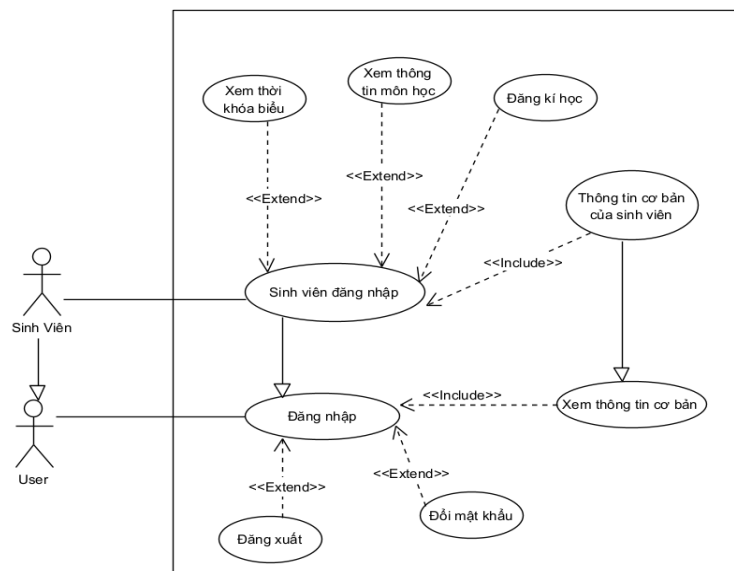 Xem thời
khóa biểu
Xem thông
tin môn học
Đăng kí học
<<Extend>>
<<Extend>>
<<Extend>>
Thông tin cơ bản
của sinh viên
<<Include>>
Sinh viên đăng nhập
Sinh Viên
<<Include>>
Xem thông tin cơ bản
Đăng nhập
User
<<Extend>>
<<Extend>>
Đổi mật khẩu
Đăng xuất